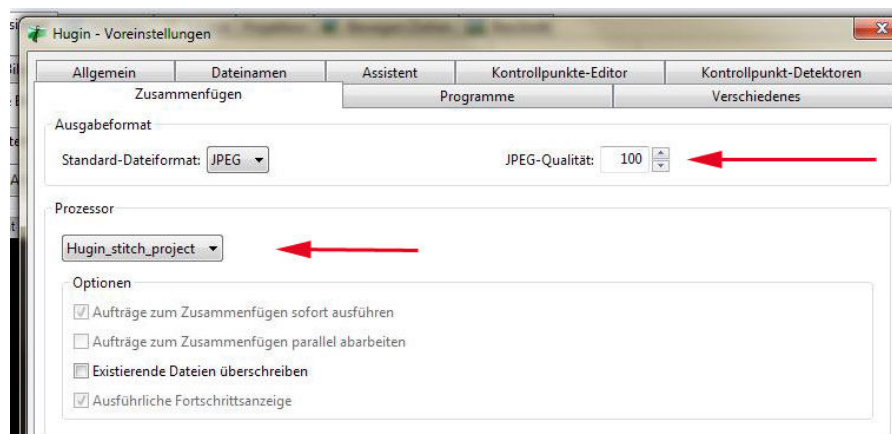 Hugin - Voreinstellungen
Allgemein Dateinamen Assistent Kontrollpunkte-Editor Kontrollpunkt-Detektoren
Zusammenfügen Programme Verschiedenes
Ausgabeformat
Standard-Dateiformat: JPEG JPEG-Qualität: 100
Prozessor
Hugin_stitch_project
Optionen
Aufträge zum Zusammenfügen sofort ausführen
Aufträge zum Zusammenfügen parallel abarbeiten
Existierende Dateien überschreiben
Ausführliche Fortschrittsanzeige